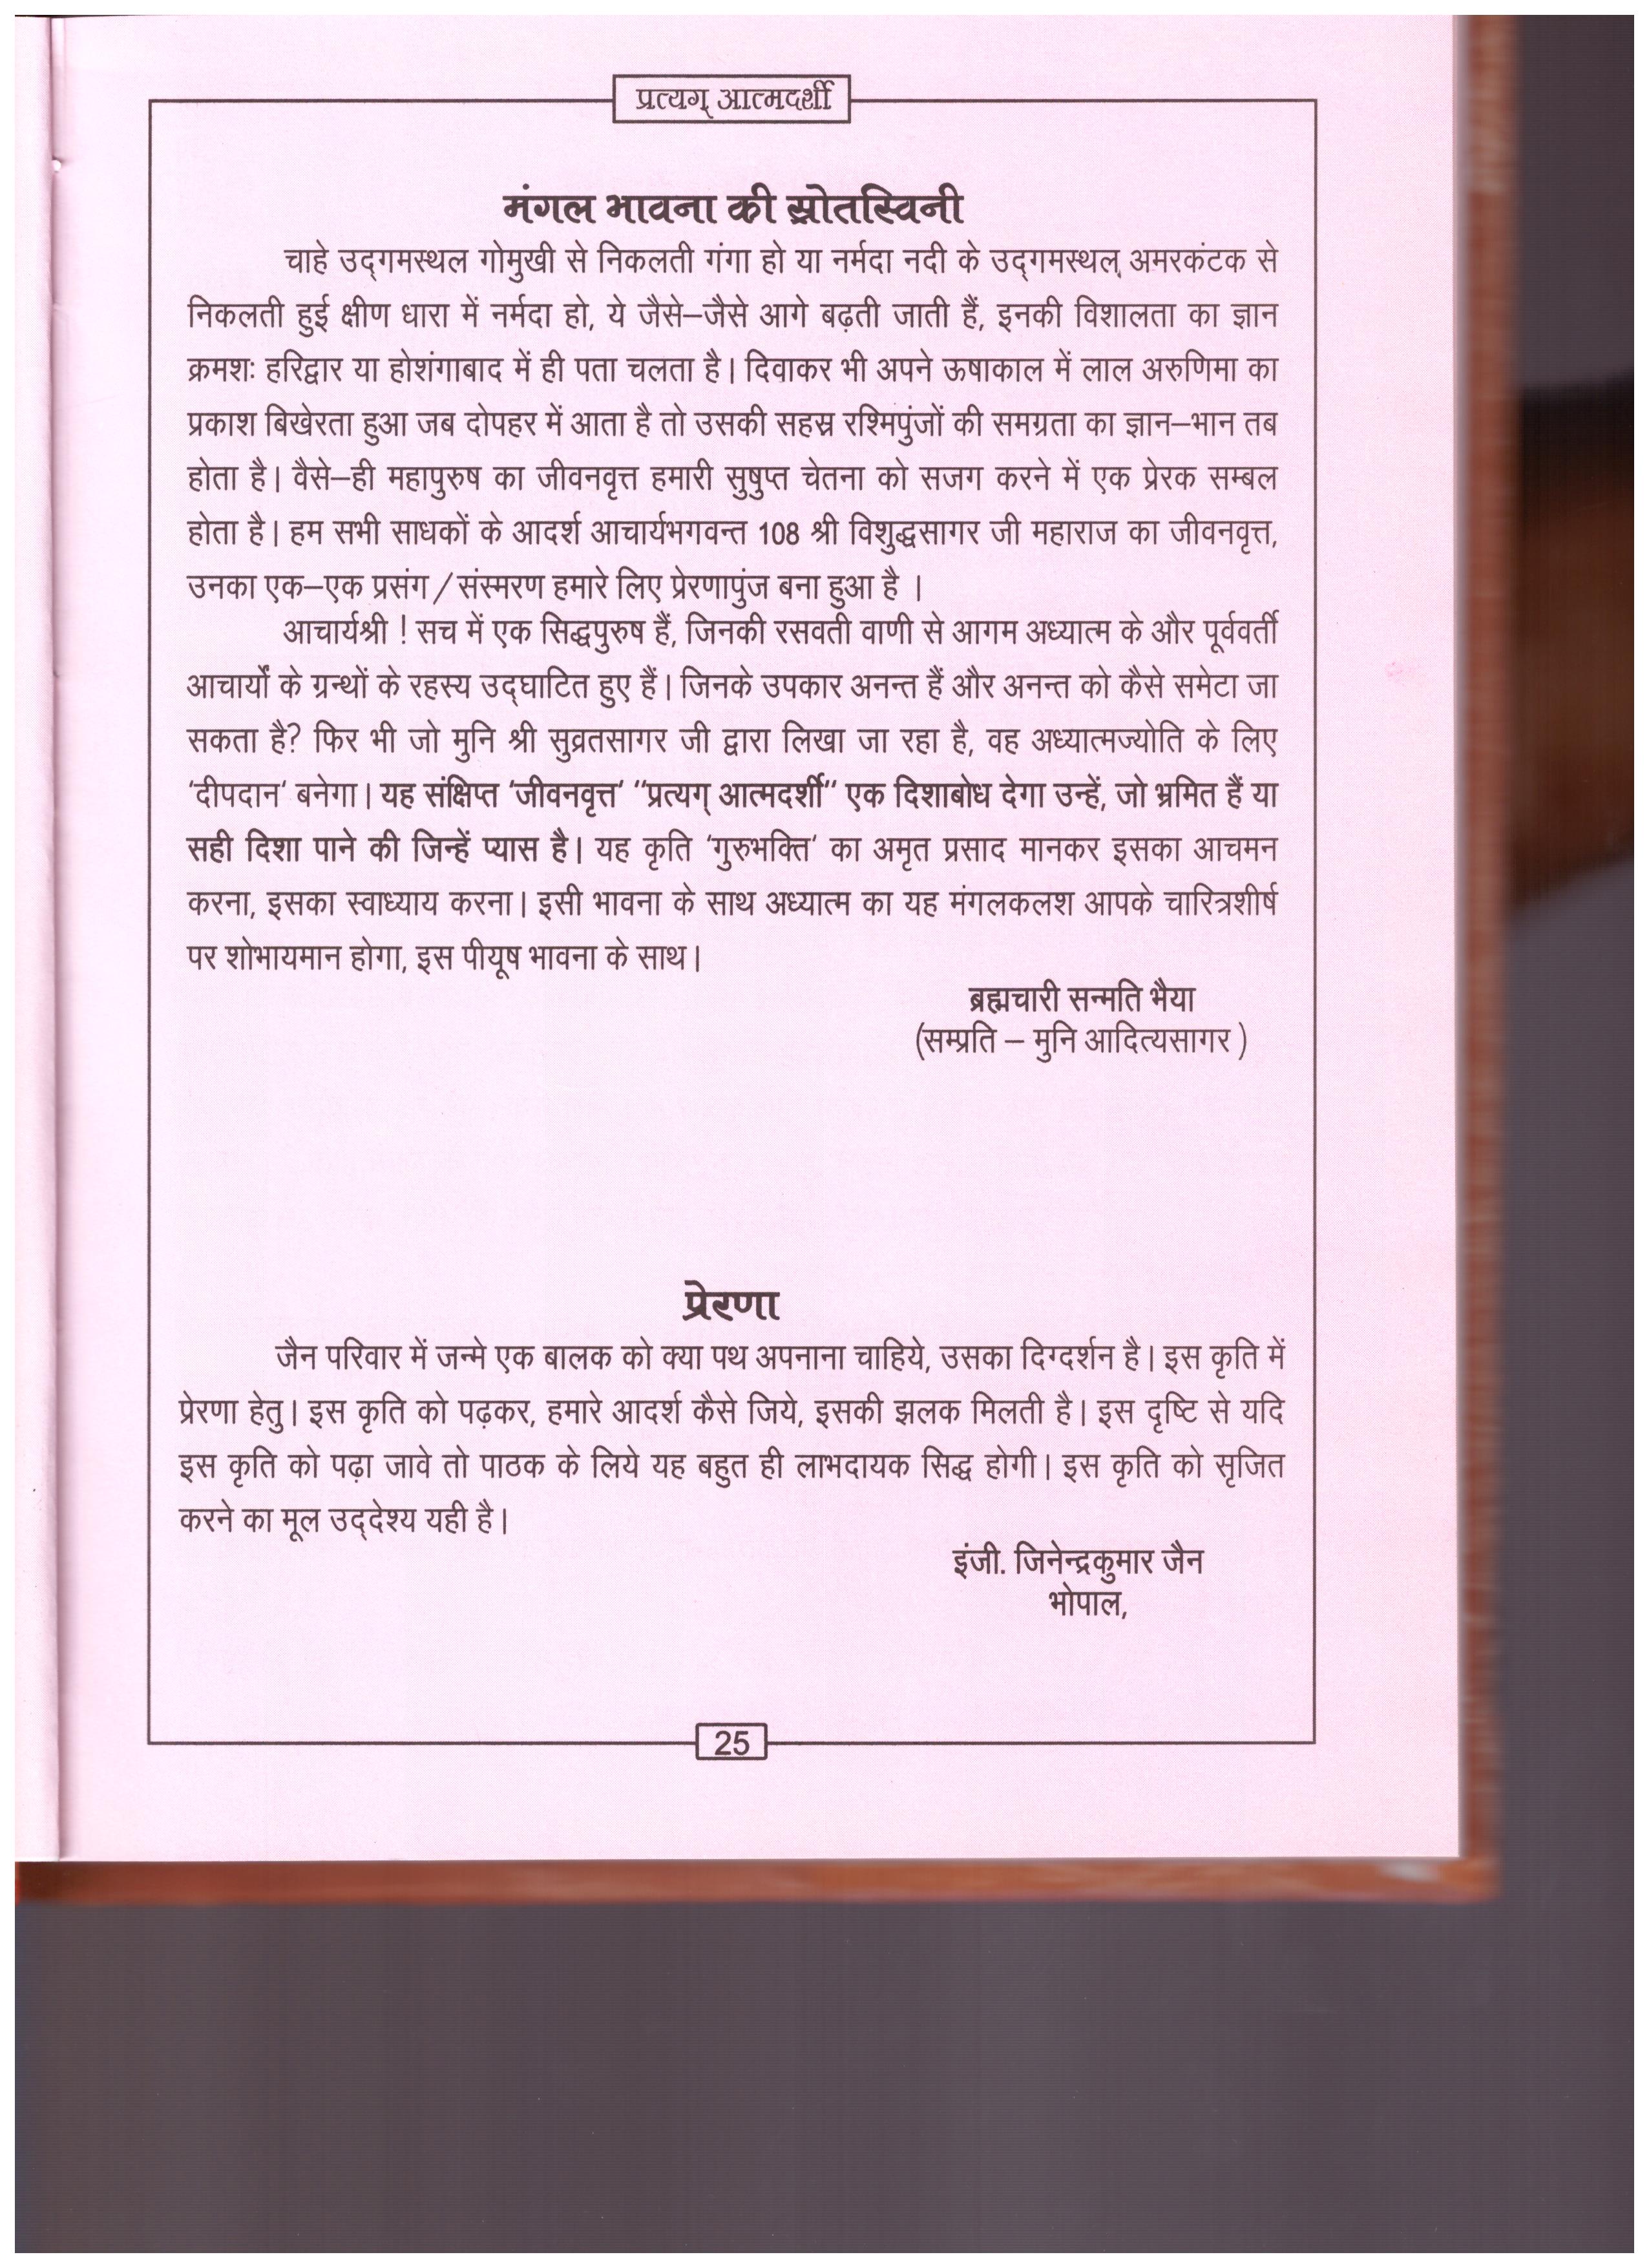 प्रत्यग् आत्मदर्शी
मंगल भावना की स्रोतस्विनी
चाहे उद्‌गमस्थल गोमुखी से निकलती गंगा हो या नर्मदा नदी के उद्‌गमस्थल् अमरकंटक से
निकलती हुई क्षीण धारा में नर्मदा हो, ये जैसे–जैसे आगे बढ़ती जाती हैं, इनकी विशालता का ज्ञान
क्रमशः हरिद्वार या होशंगाबाद में ही पता चलता है। दिवाकर भी अपने ऊषाकाल में लाल अरुणिमा का
प्रकाश बिखेरता हुआ जब दोपहर में आता है तो उसकी सहस्र रश्मिपुंजों की समग्रता का ज्ञान–भान तब
होता है। वैसे–ही महापुरुष का जीवनवृत्त हमारी सुषुप्त चेतना को सजग करने में एक प्रेरक सम्बल
होता है। हम सभी साधकों के आदर्श आचार्यभगवन्त 108 श्री विशुद्धसागर जी महाराज का जीवनवृत्त,
उनका एक–एक प्रसंग/संस्मरण हमारे लिए प्रेरणापुंज बना हुआ है ।
आचार्यश्री ! सच में एक सिद्धपुरुष हैं, जिनकी रसवती वाणी से आगम अध्यात्म के और पूर्ववर्ती
आचार्यों के ग्रन्थों के रहस्य उद्‌घाटित हुए हैं। जिनके उपकार अनन्त हैं और अनन्त को कैसे समेटा जा
सकता है? फिर भी जो मुनि श्री सुव्रतसागर जी द्वारा लिखा जा रहा है, वह अध्यात्मज्योति के लिए
'दीपदान' बनेगा। यह संक्षिप्त 'जीवनवृत्त' "प्रत्यग् आत्मदर्शी" एक दिशाबोध देगा उन्हें, जो भ्रमित हैं या
सही दिशा पाने की जिन्हें प्यास है। यह कृति 'गुरुभक्ति' का अमृत प्रसाद मानकर इसका आचमन
करना, इसका स्वाध्याय करना। इसी भावना के साथ अध्यात्म का यह मंगलकलश आपके चारित्रशीर्ष
पर शोभायमान होगा, इस पीयूष भावना के साथ।
ब्रह्मचारी सन्मति भैया
(सम्प्रति – मुनि आदित्यसागर )
प्रेरणा
जैन परिवार में जन्मे एक बालक को क्या पथ अपनाना चाहिये, उसका दिग्दर्शन है। इस कृति में
प्रेरणा हेतु। इस कृति को पढ़कर, हमारे आदर्श कैसे जिये, इसकी झलक मिलती है। इस दृष्टि से यदि
इस कृति को पढ़ा जावे तो पाठक के लिये यह बहुत ही लाभदायक सिद्ध होगी। इस कृति को सृजित
करने का मूल उद्‌देश्य यही है।
इंजी. जिनेन्द्रकुमार जैन
भोपाल,
25